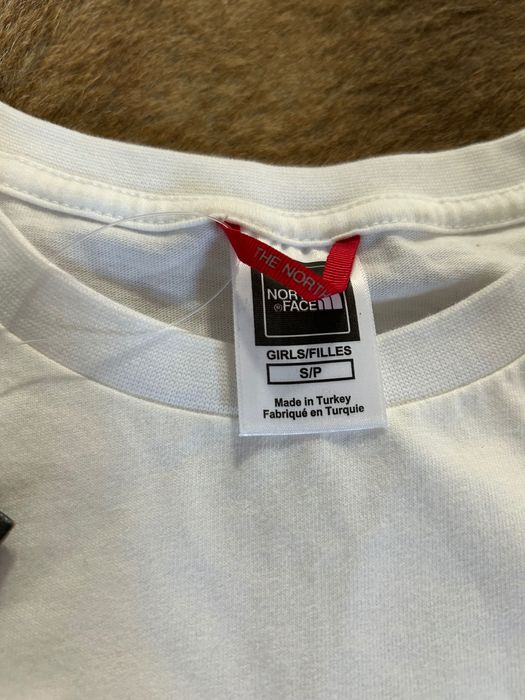 THE NORTH
NORTH
®FACE
GIRLS/FILLES
S/P
Made in Turkey
Fabriqué en Turquie